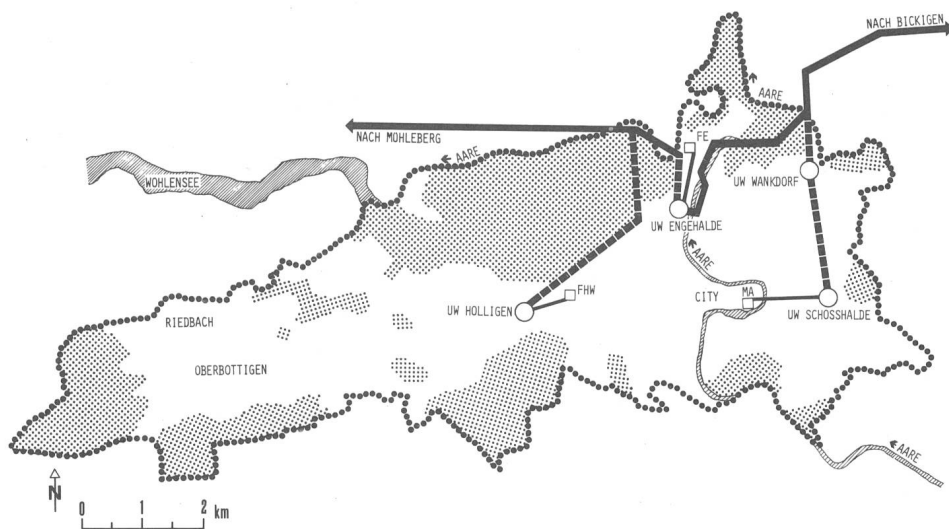 NACH BICKIGEN
AARE
NACH MÖHLEBERG
FE
AARE
WOHLENSEE
UW WANKDORF
UW ENGEHALDE
AARE
FHW
CITY
MA
UW HOLLIGEN
UW SCHOSSHALDE
RIEDBACH
OBERBOTTIGEN
AARE
N
0 1 2 km